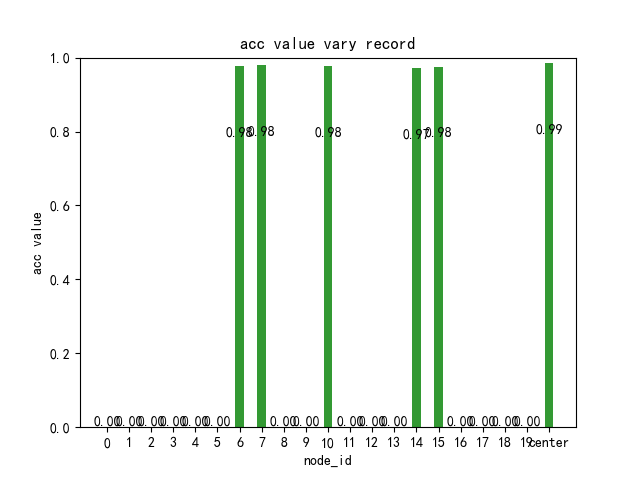 acc value vary record
1.0
0.8
0.6
0.4
0.2
0.0
acc value
0.98 0.98 0.98 0.97 0.98 0.99
0.00 0.00 0.00 0.00 0.00 0.00 0.00 0.00 0.00 0.00 0.00 0.00 0.00 0.00 0.00
0 1 2 3 4 5 6 7 8 9 10 11 12 13 14 15 16 17 18 19 center
node_id